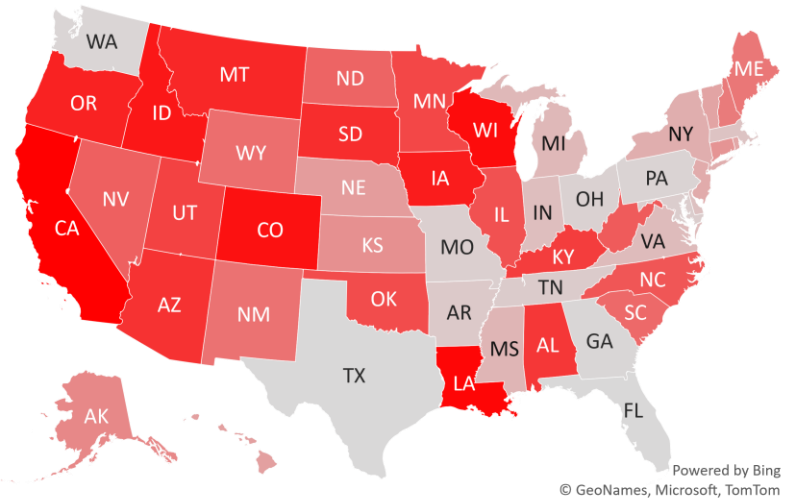 WA
MT
ND
ME
OR
ID
MN
SD
WI
WY
MI
NY
IA
NE
PA
NV
UT
IL
IN
OH
CO
CA
KS
MO
KY
VA
AZ
NM
OK
TN
NC
AR
SC
MS
AL
GA
TX
LA
AK
FL
Powered by Bing
© GeoNames, Microsoft, TomTom